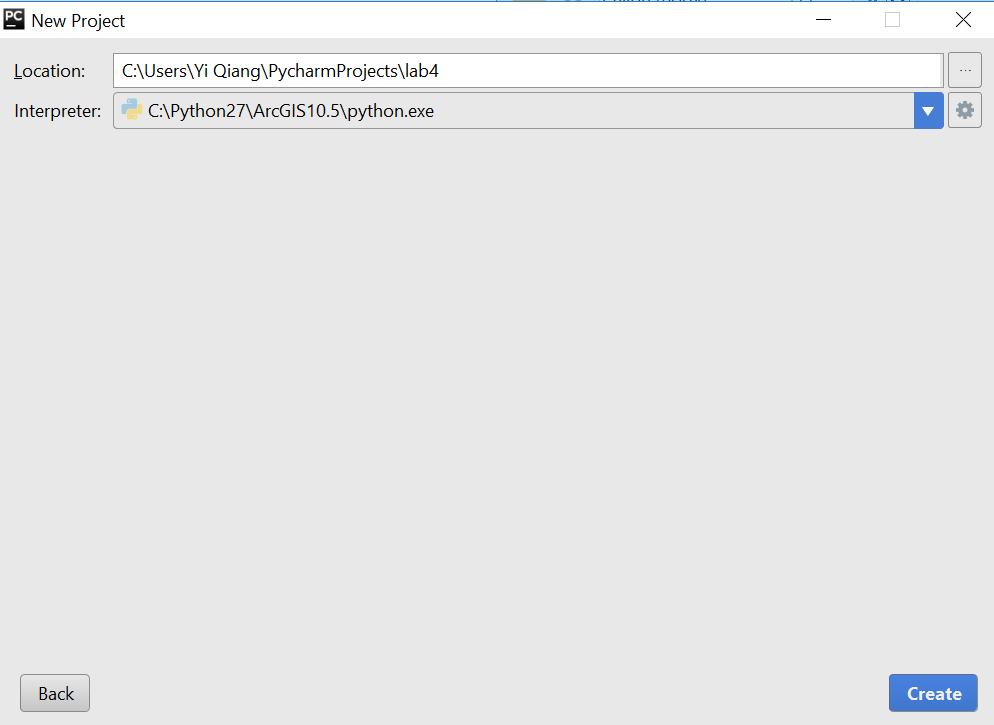 PC New Project
Location: C:\Users\Yi Qiang\PycharmProjects\lab4 ...
Interpreter: C:\Python27\ArcGIS10.5\python.exe
Back Create